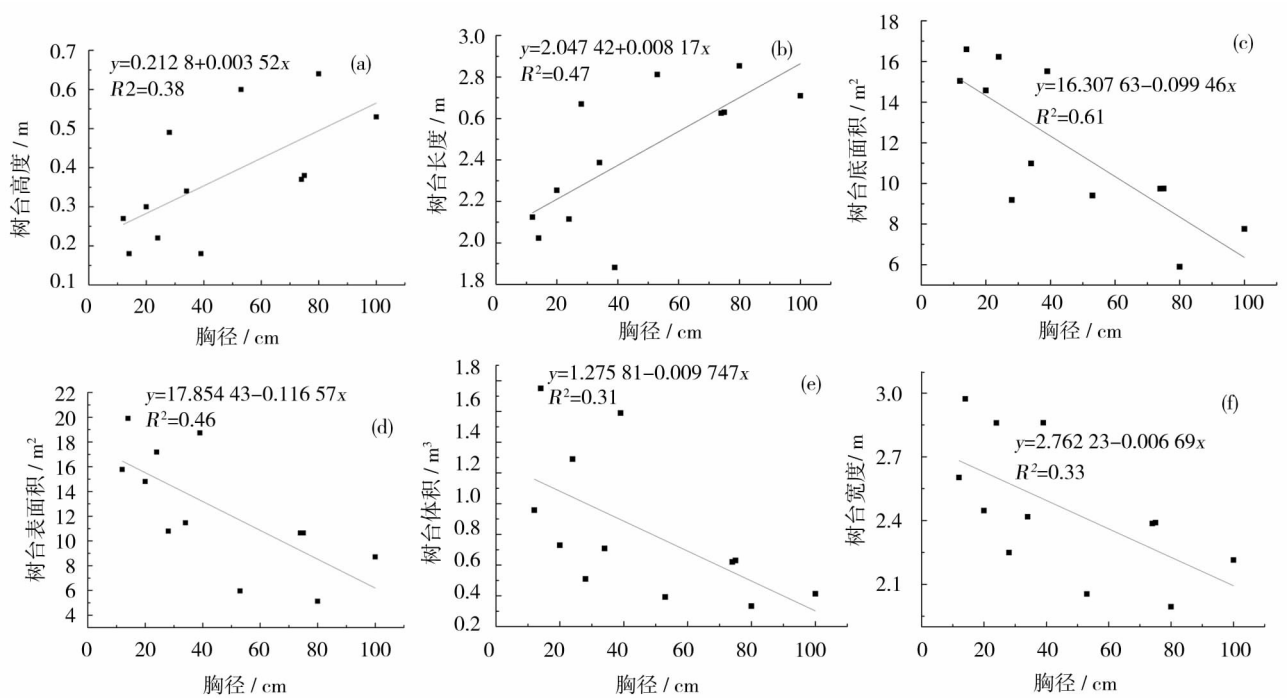 y=0.212 8+0.003 52x
R2=0.38
(a)
0.7
0.6
0.5
0.4
0.3
0.2
0.1
树台高度 / m
0 20 40 60 80 100
胸径 / cm
y=2.047 42+0.008 17x
R²=0.47
(b)
3.0
2.8
0.6
2.4
2.2
2.0
1.8
树台长度 / m
0 20 40 60 80 100
胸径 / cm
(c)
y=16.307 63−0.099 46x
R²=0.61
18
16
14
12
10
8
6
树台底面积 / m²
0 20 40 60 80 100
胸径 / cm
y=17.854 43−0.116 57x
R²=0.46
(d)
22
20
18
16
14
12
10
8
6
4
树台表面积 / m²
0 20 40 60 80 100
胸径 / cm
y=1.275 81−0.009 747x
R²=0.31
(e)
1.8
1.6
1.4
1.2
1.0
0.8
0.6
0.4
0.2
树台体积 / m³
0 20 40 60 80 100
胸径 / cm
(f)
y=2.762 23−0.006 69x
R²=0.33
3.0
2.7
2.4
2.1
树台宽度 / m
0 20 40 60 80 100
胸径 / cm